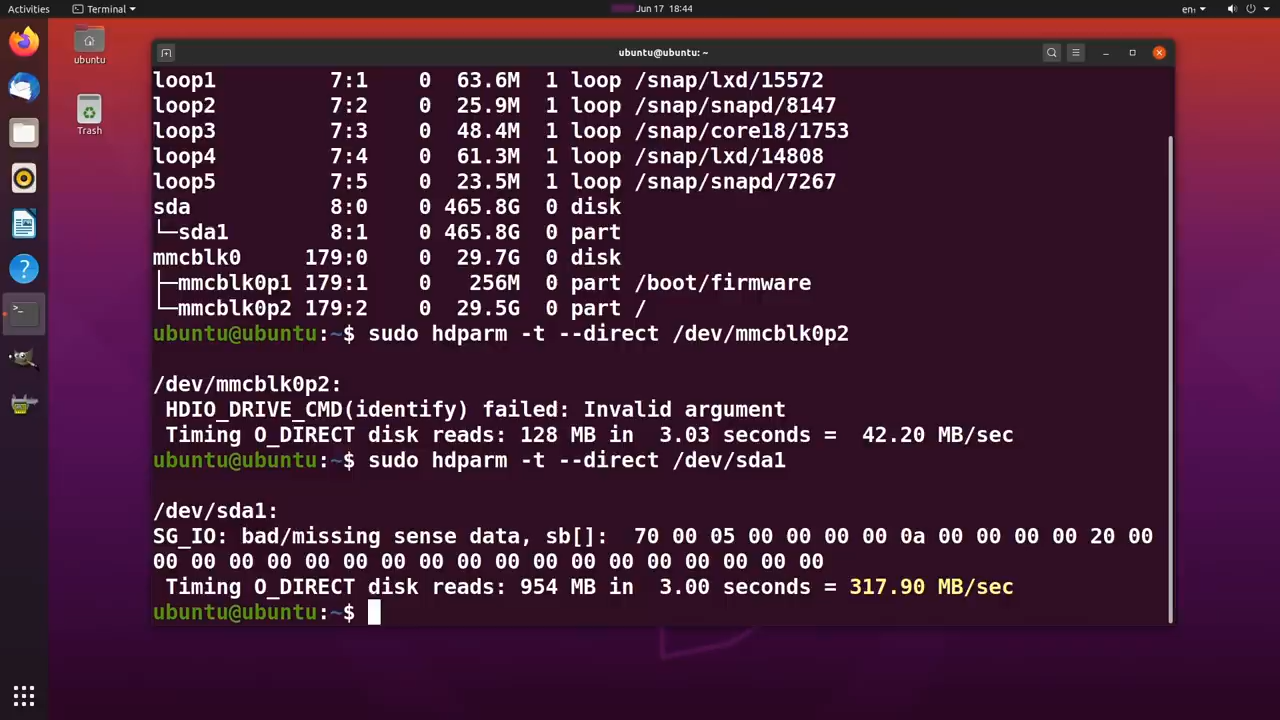 Activities
Terminal
Jun 17 18:44
en₁
ubuntu@ubuntu: ~
ubuntu
Trash
loop1 7:1 0 63.6M 1 loop /snap/lxd/15572
loop2 7:2 0 25.9M 1 loop /snap/snapd/8147
loop3 7:3 0 48.4M 1 loop /snap/core18/1753
loop4 7:4 0 61.3M 1 loop /snap/lxd/14808
loop5 7:5 0 23.5M 1 loop /snap/snapd/7267
sda 8:0 0 465.8G 0 disk
└─sda1 8:1 0 465.8G 0 part
mmcblk0 179:0 0 29.7G 0 disk
├─mmcblk0p1 179:1 0 256M 0 part /boot/firmware
└─mmcblk0p2 179:2 0 29.5G 0 part /
ubuntu@ubuntu:~$ sudo hdparm -t --direct /dev/mmcblk0p2
/dev/mmcblk0p2:
HDIO_DRIVE_CMD(identify) failed: Invalid argument
Timing O_DIRECT disk reads: 128 MB in 3.03 seconds = 42.20 MB/sec
ubuntu@ubuntu:~$ sudo hdparm -t --direct /dev/sda1
/dev/sda1:
SG_IO: bad/missing sense data, sb[]: 70 00 05 00 00 00 00 0a 00 00 00 00 20 00
00 00 00 00 00 00 00 00 00 00 00 00 00 00 00 00 00 00
Timing O_DIRECT disk reads: 954 MB in 3.00 seconds = 317.90 MB/sec
ubuntu@ubuntu:~$